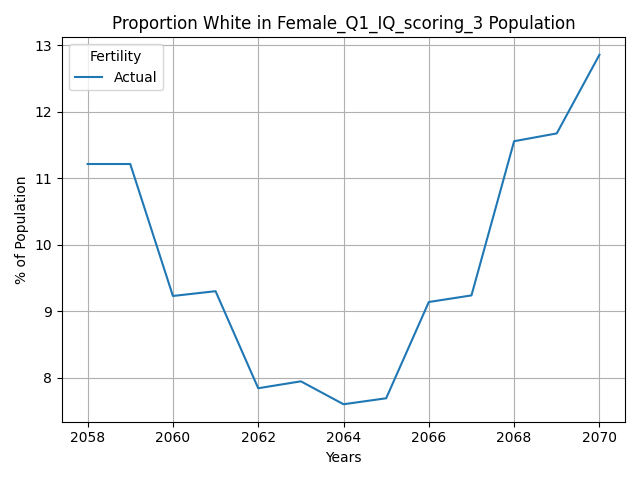 Proportion White in Female_Q1_IQ_scoring_3 Population
Fertility
Actual
% of Population
13
12
11
10
9
8
2058 2060 2062 2064 2066 2068 2070
Years